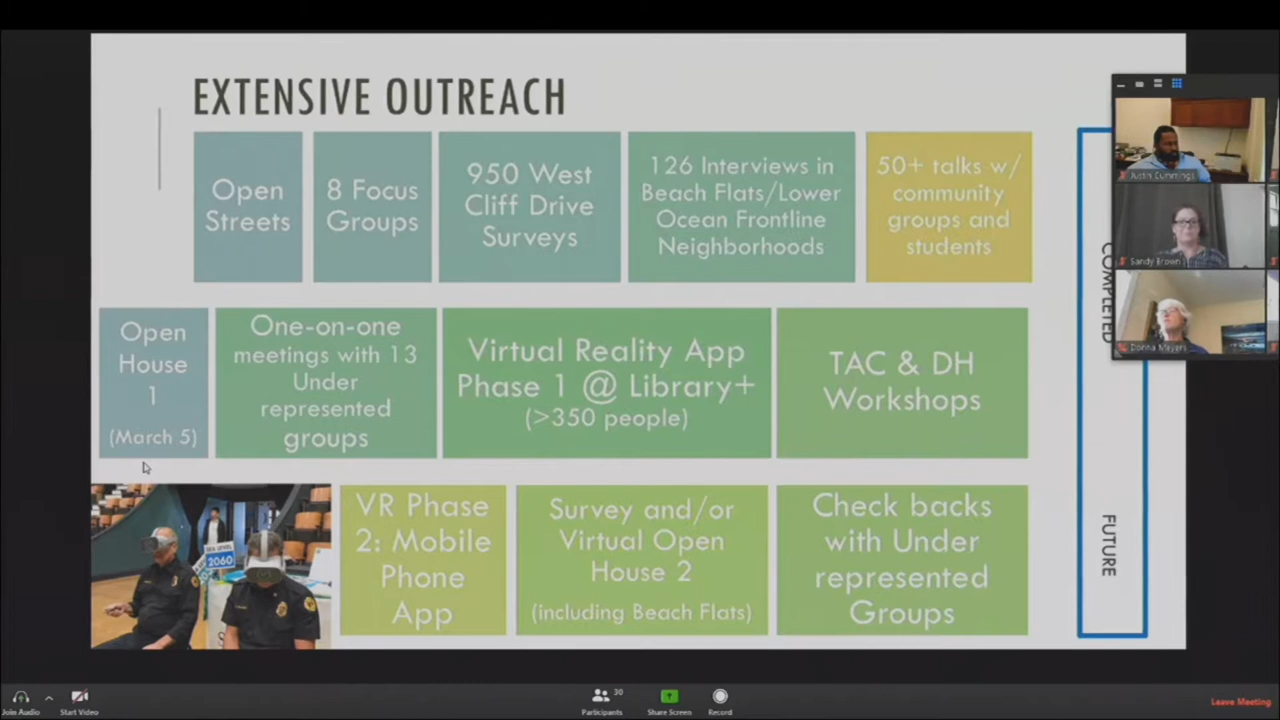 EXTENSIVE OUTREACH
Open
Streets
8 Focus
Groups
950 West
Cliff Drive
Surveys
126 Interviews in
Beach Flats/Lower
Ocean Frontline
Neighborhoods
50+ talks w/
community
groups and
students
Open
House
1
(March 5)
One-on-one
meetings with 13
Under
represented
groups
Virtual Reality App
Phase 1 @ Library+
(>350 people)
TAC & DH
Workshops
SEA LEVEL
2060
VR Phase
2: Mobile
Phone
App
Survey and/or
Virtual Open
House 2
(including Beach Flats)
Check backs
with Under
represented
Groups
COMPLETED
FUTURE
Justin Cummings
Sandy Brown
Donna Meyers
Join Audio
Start Video
30
Participants
Share Screen
Record
Leave Meeting